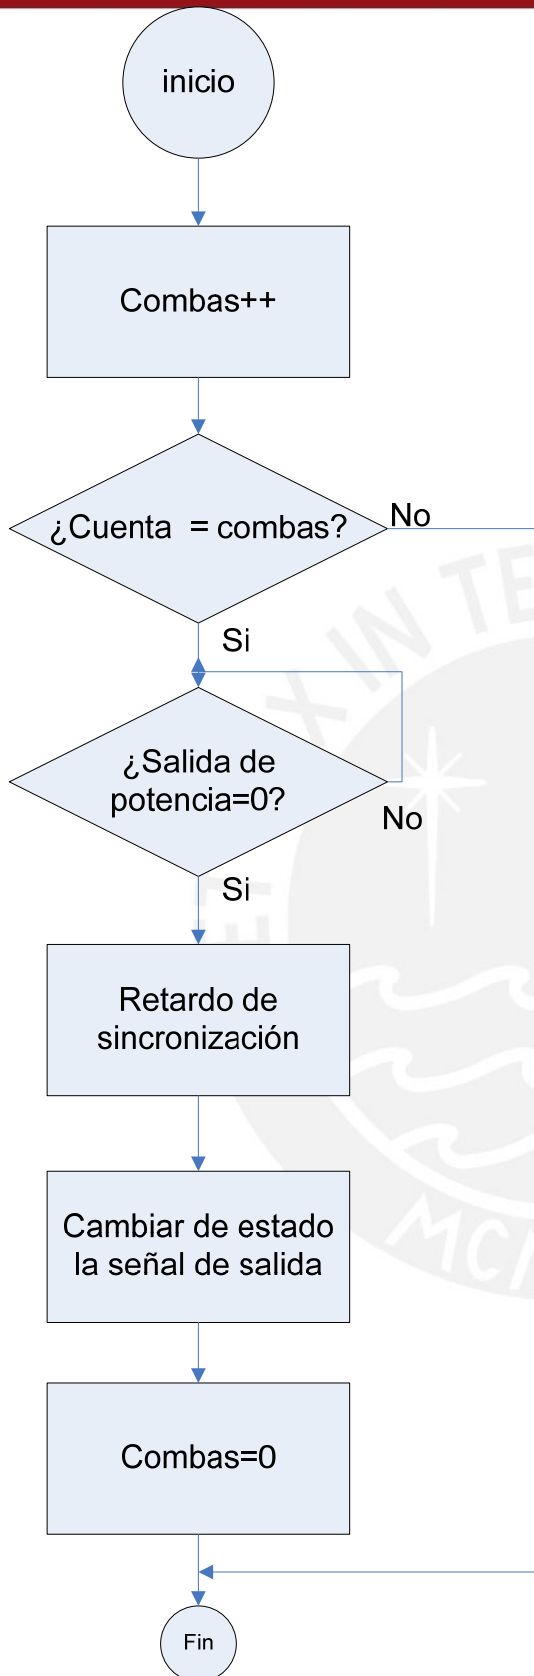 inicio
Combas++
¿Cuenta = combas?
No
Si
¿Salida de
potencia=0?
No
Si
Retardo de
sincronización
Cambiar de estado
la señal de salida
Combas=0
Fin